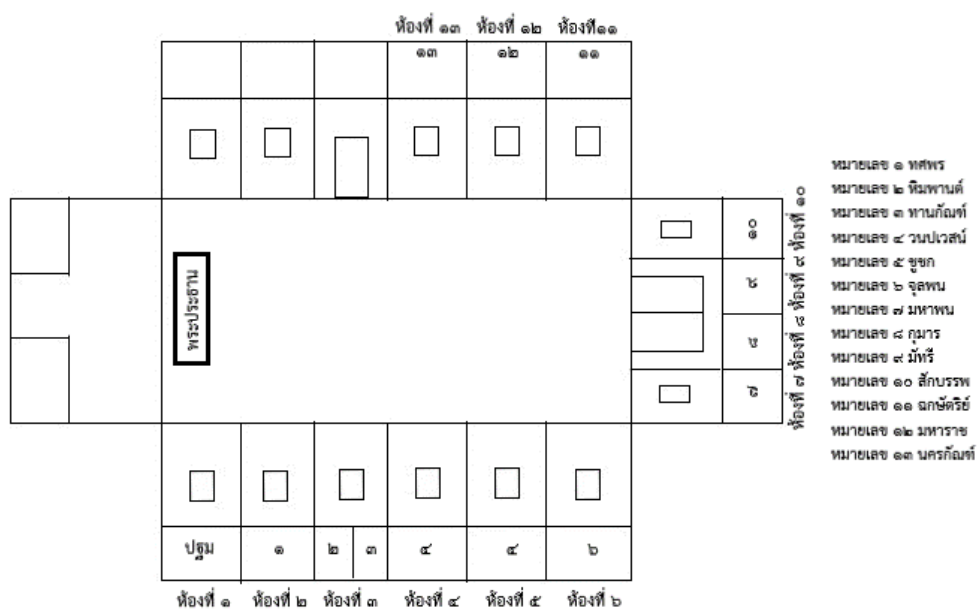 ห้องที่ ๑๓ ห้องที่ ๑๒ ห้องที่๑๑
๑๓ ๑๒ ๑๑
พระประธาน
๑๐
๙
๘
๗
ห้องที่ ๗ ห้องที่ ๘ ห้องที่ ๙ ห้องที่ ๑๐
หมายเลข ๑ ทศพร
หมายเลข ๒ หิมพานต์
หมายเลข ๓ ทานกัณฑ์
หมายเลข ๔ วนปเวสน์
หมายเลข ๕ ชูชก
หมายเลข ๖ จุลพน
หมายเลข ๗ มหาพน
หมายเลข ๘ กุมาร
หมายเลข ๙ มัทรี
หมายเลข ๑๐ สักบรรพ
หมายเลข ๑๑ ฉกษัตริย์
หมายเลข ๑๒ มหาราช
หมายเลข ๑๓ นครกัณฑ์
ปฐม ๑ ๒ ๓ ๔ ๕ ๖
ห้องที่ ๑ ห้องที่ ๒ ห้องที่ ๓ ห้องที่ ๔ ห้องที่ ๕ ห้องที่ ๖